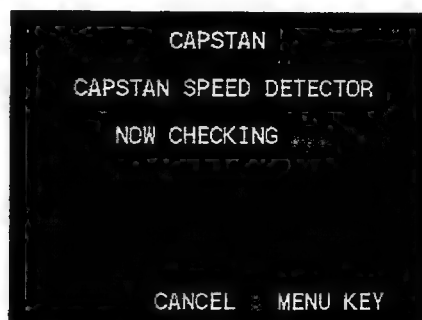 CAPSTAN
CAPSTAN SPEED DETECTOR
NOW CHECKING
CANCEL : MENU KEY